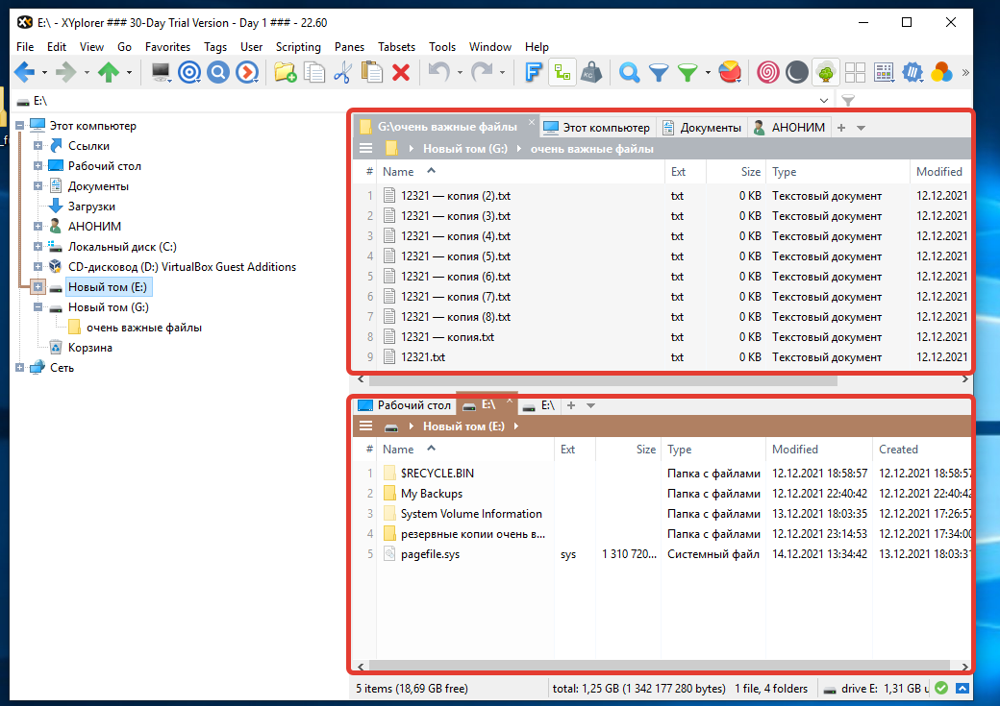 E:\ - XYplorer ### 30-Day Trial Version - Day 1 ### - 22.60
File Edit View Go Favorites Tags User Scripting Panes Tabsets Tools Window Help
E:\
Этот компьютер
Ссылки
Рабочий стол
Документы
Загрузки
АНОНИМ
Локальный диск (C:)
CD-дисковод (D:) VirtualBox Guest Additions
Новый том (E:)
Новый том (G:)
очень важные файлы
Корзина
Сеть
G:\очень важные файлы Этот компьютер Документы АНОНИМ
Новый том (G:) очень важные файлы
# Name Ext Size Type Modified
1 12321 — копия (2).txt txt 0 KB Текстовый документ 12.12.2021
2 12321 — копия (3).txt txt 0 KB Текстовый документ 12.12.2021
3 12321 — копия (4).txt txt 0 KB Текстовый документ 12.12.2021
4 12321 — копия (5).txt txt 0 KB Текстовый документ 12.12.2021
5 12321 — копия (6).txt txt 0 KB Текстовый документ 12.12.2021
6 12321 — копия (7).txt txt 0 KB Текстовый документ 12.12.2021
7 12321 — копия (8).txt txt 0 KB Текстовый документ 12.12.2021
8 12321 — копия.txt txt 0 KB Текстовый документ 12.12.2021
9 12321.txt txt 0 KB Текстовый документ 12.12.2021
Рабочий стол E:\ E:\
Новый том (E:)
# Name Ext Size Type Modified Created
1 $RECYCLE.BIN Папка с файлами 12.12.2021 18:58:57 12.12.2021 18:58:57
2 My Backups Папка с файлами 12.12.2021 22:40:42 12.12.2021 22:40:42
3 System Volume Information Папка с файлами 13.12.2021 18:03:35 12.12.2021 17:26:57
4 резервные копии очень в... Папка с файлами 12.12.2021 23:14:53 12.12.2021 17:34:00
5 pagefile.sys sys 1 310 720... Системный файл 14.12.2021 13:34:42 13.12.2021 18:03:31
5 items (18,69 GB free) total: 1,25 GB (1 342 177 280 bytes) 1 file, 4 folders drive E: 1,31 GB u